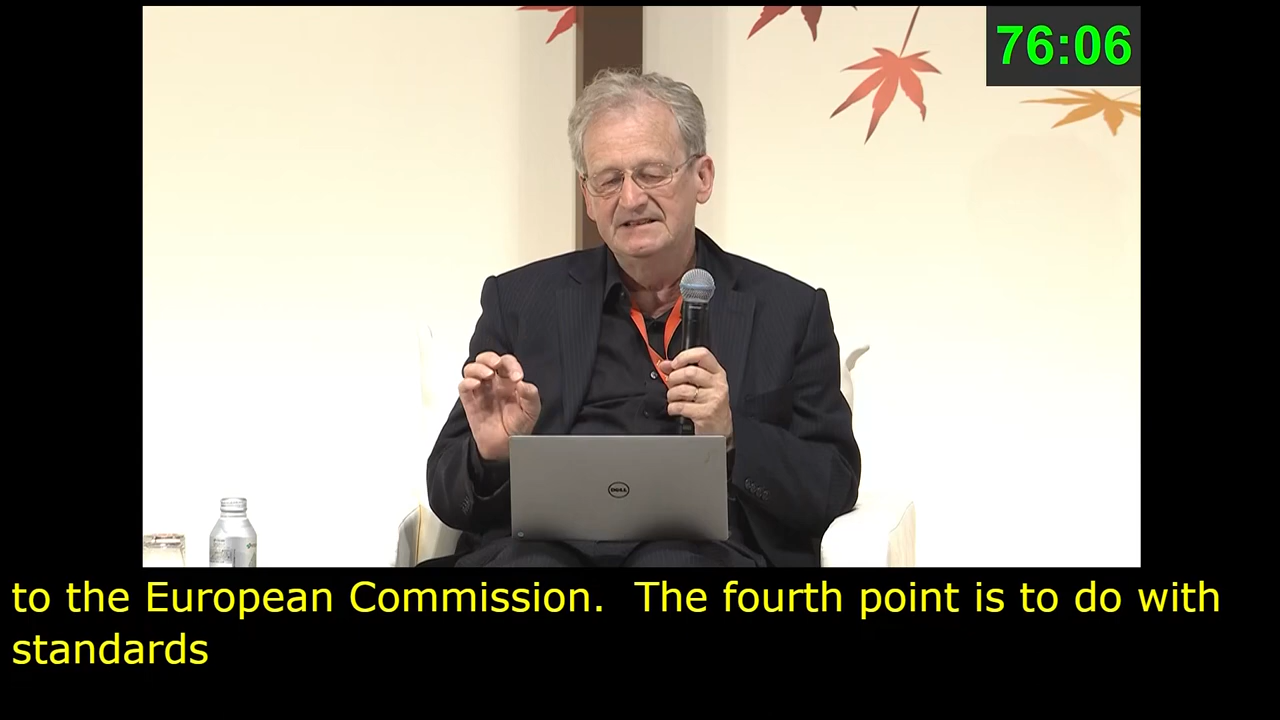 76:06
DELL
to the European Commission.  The fourth point is to do with
standards